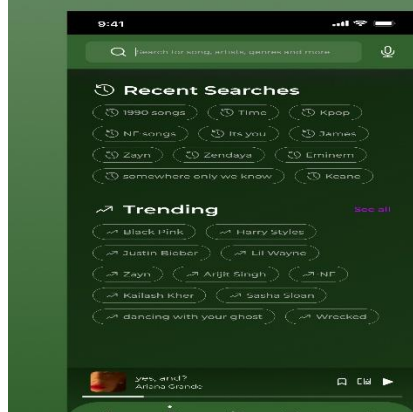 9:41
Search for song, artists, genres and more
Recent Searches
1990 songs Time Kpop
NF songs Its you James
Zayn Zendaya Eminem
somewhere only we know Keane
Trending See all
Black Pink Harry Styles
Justin Bieber Lil Wayne
Zayn Arijit Singh NF
Kailash Kher Sasha Sloan
dancing with your ghost Wrecked
yes, and?
Ariana Grande